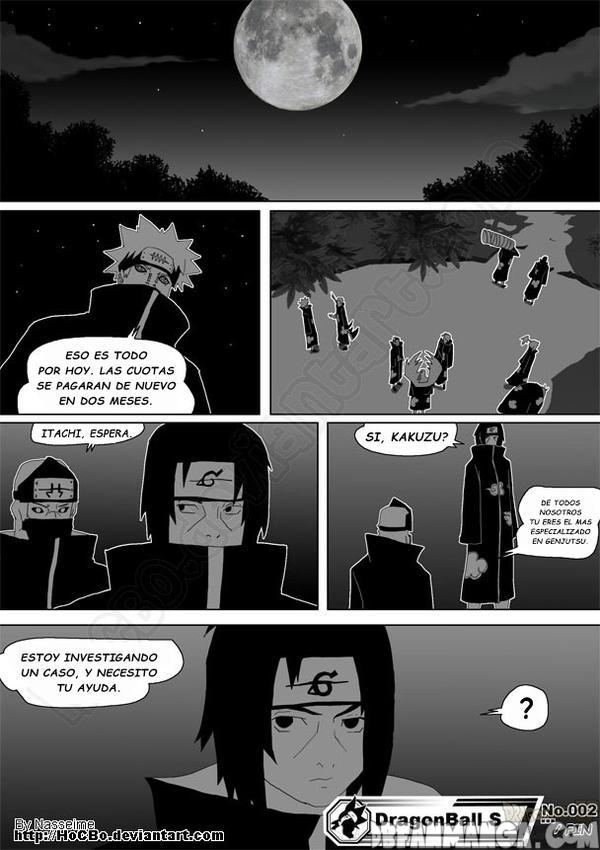 ESO ES TODO
POR HOY. LAS CUOTAS
SE PAGARAN DE NUEVO
EN DOS MESES.
ITACHI, ESPERA.
SI, KAKUZU?
DE TODOS
NOSOTROS
TU ERES EL MAS
ESPECIALIZADO
EN GENJUTSU.
ESTOY INVESTIGANDO
UN CASO, Y NECESITO
TU AYUDA.
?
By Nasseime
http://HoCBo.deviantart.com
DragonBall S
No.002
FIN
DBFANMANGA.COM